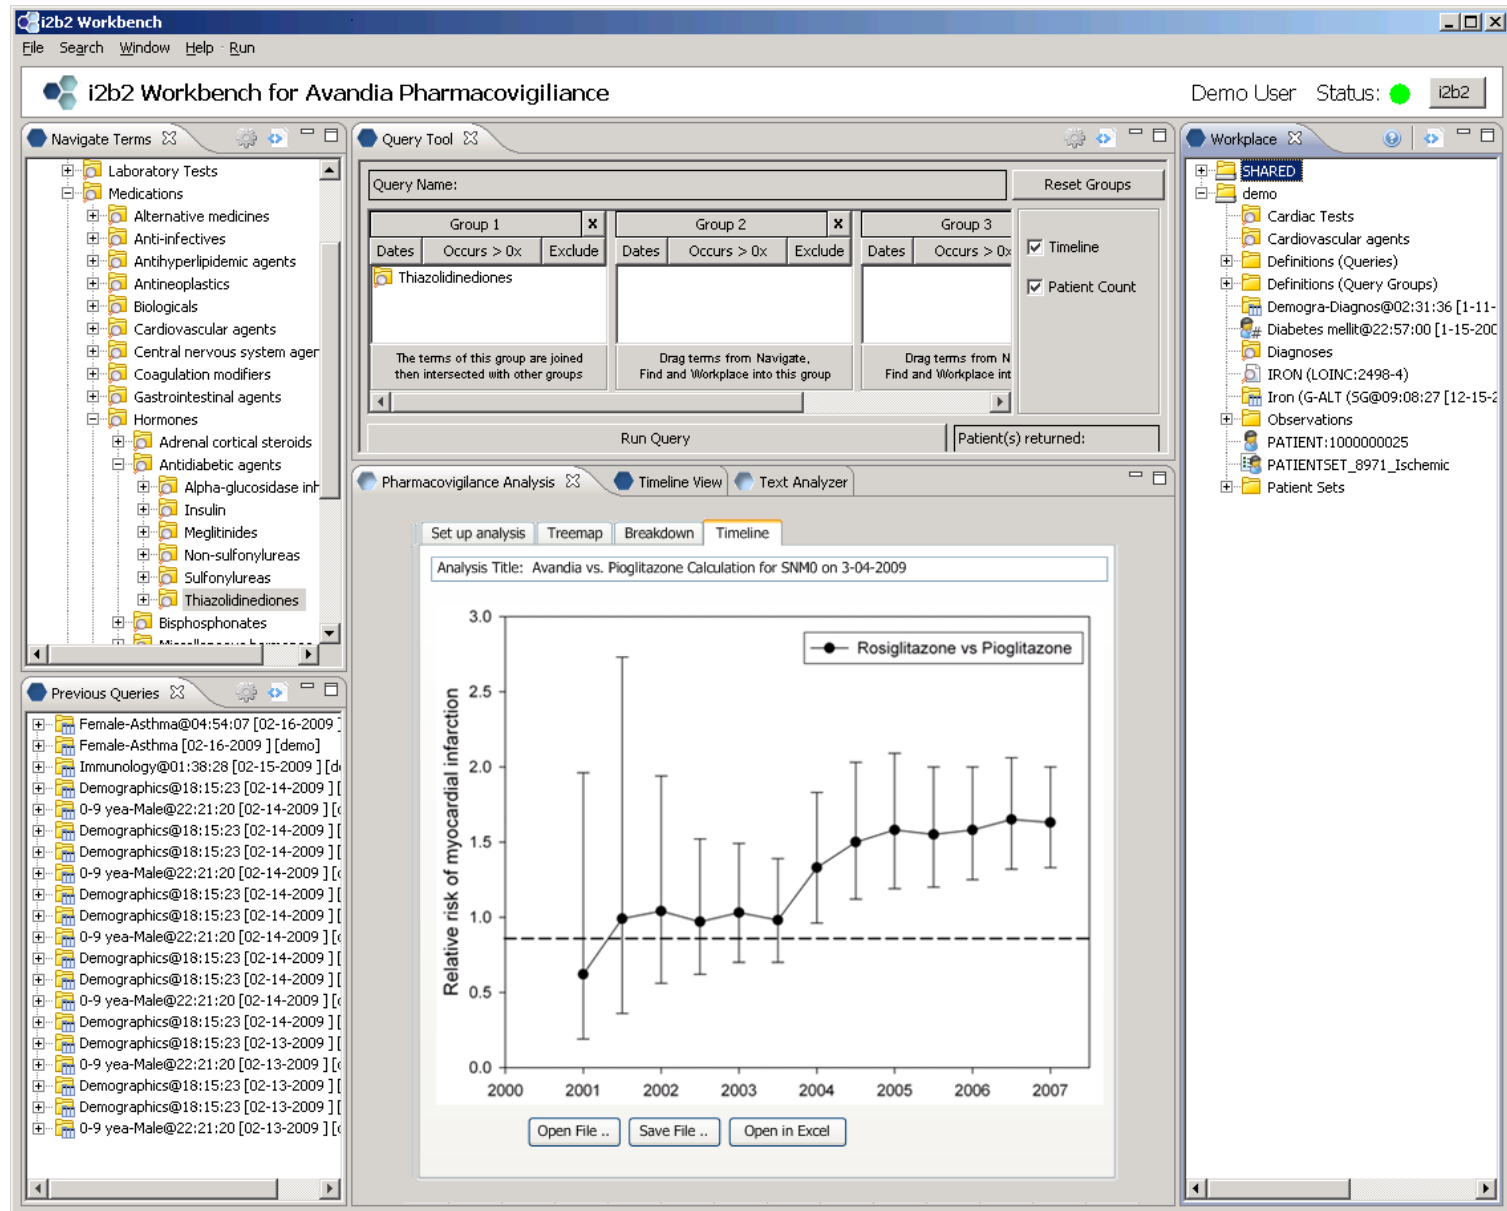 i2b2 Workbench
File Search Window Help Run
i2b2 Workbench for Avandia Pharmacovigiliance
Demo User Status: i2b2
Navigate Terms
Laboratory Tests
Medications
Alternative medicines
Anti-infectives
Antihyperlipidemic agents
Antineoplastics
Biologicals
Cardiovascular agents
Central nervous system agen
Coagulation modifiers
Gastrointestinal agents
Hormones
Adrenal cortical steroids
Antidiabetic agents
Alpha-glucosidase inh
Insulin
Meglitinides
Non-sulfonylureas
Sulfonylureas
Thiazolidinediones
Bisphosphonates
Previous Queries
Female-Asthma@04:54:07 [02-16-2009 ]
Female-Asthma [02-16-2009 ] [demo]
Immunology@01:38:28 [02-15-2009 ] [d
Demographics@18:15:23 [02-14-2009 ] [
0-9 yea-Male@22:21:20 [02-14-2009 ] [
Demographics@18:15:23 [02-14-2009 ] [
Demographics@18:15:23 [02-14-2009 ] [
0-9 yea-Male@22:21:20 [02-14-2009 ] [
Demographics@18:15:23 [02-14-2009 ] [
Demographics@18:15:23 [02-14-2009 ] [
0-9 yea-Male@22:21:20 [02-14-2009 ] [
Demographics@18:15:23 [02-14-2009 ] [
Demographics@18:15:23 [02-14-2009 ] [
0-9 yea-Male@22:21:20 [02-14-2009 ] [
Demographics@18:15:23 [02-14-2009 ] [
Demographics@18:15:23 [02-13-2009 ] [
0-9 yea-Male@22:21:20 [02-13-2009 ] [
Demographics@18:15:23 [02-13-2009 ] [
Demographics@18:15:23 [02-13-2009 ] [
0-9 yea-Male@22:21:20 [02-13-2009 ] [
Query Tool
Query Name:
Reset Groups
Group 1 X Group 2 X Group 3
Dates Occurs > 0x Exclude Dates Occurs > 0x Exclude Dates Occurs > 0x
Thiazolidinediones
Timeline
Patient Count
The terms of this group are joined
then intersected with other groups
Drag terms from Navigate,
Find and Workplace into this group
Drag terms from N
Find and Workplace int
Run Query
Patient(s) returned:
Pharmacovigilance Analysis Timeline View Text Analyzer
Set up analysis Treemap Breakdown Timeline
Analysis Title: Avandia vs. Pioglitazone Calculation for SNM0 on 3-04-2009
Relative risk of myocardial infarction
3.0
2.5
2.0
1.5
1.0
0.5
0.0
Rosiglitazone vs Pioglitazone
2000 2001 2002 2003 2004 2005 2006 2007
Open File .. Save File .. Open in Excel
Workplace
SHARED
demo
Cardiac Tests
Cardiovascular agents
Definitions (Queries)
Definitions (Query Groups)
Demogra-Diagnos@02:31:36 [1-11-
Diabetes mellit@22:57:00 [1-15-200
Diagnoses
IRON (LOINC:2498-4)
Iron (G-ALT (SG@09:08:27 [12-15-2
Observations
PATIENT:1000000025
PATIENTSET_8971_Ischemic
Patient Sets